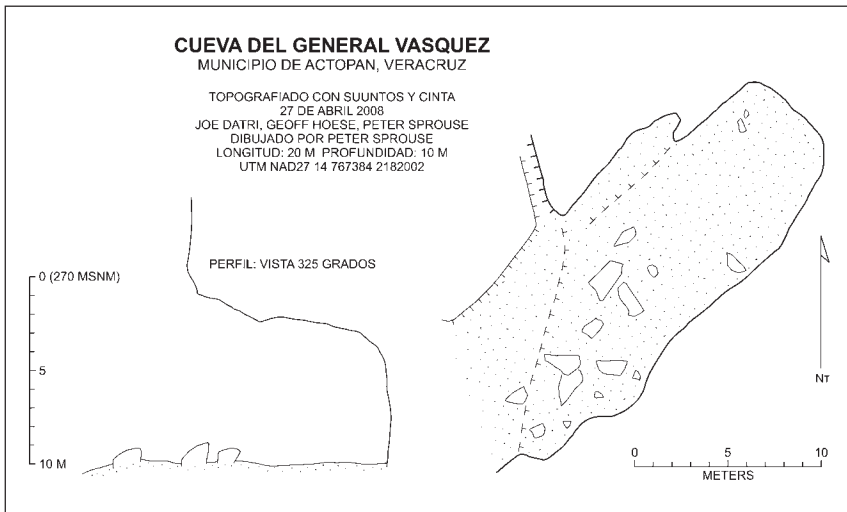 CUEVA DEL GENERAL VASQUEZ
MUNICIPIO DE ACTOPAN, VERACRUZ
TOPOGRAFIADO CON SUUNTOS Y CINTA
27 DE ABRIL 2008
JOE DATRI, GEOFF HOESE, PETER SPROUSE
DIBUJADO POR PETER SPROUSE
LONGITUD: 20 M PROFUNDIDAD: 10 M
UTM NAD27 14 767384 2182002
PERFIL: VISTA 325 GRADOS
0 (270 MSNM)
5
10 M
NT
0 5 10
METERS